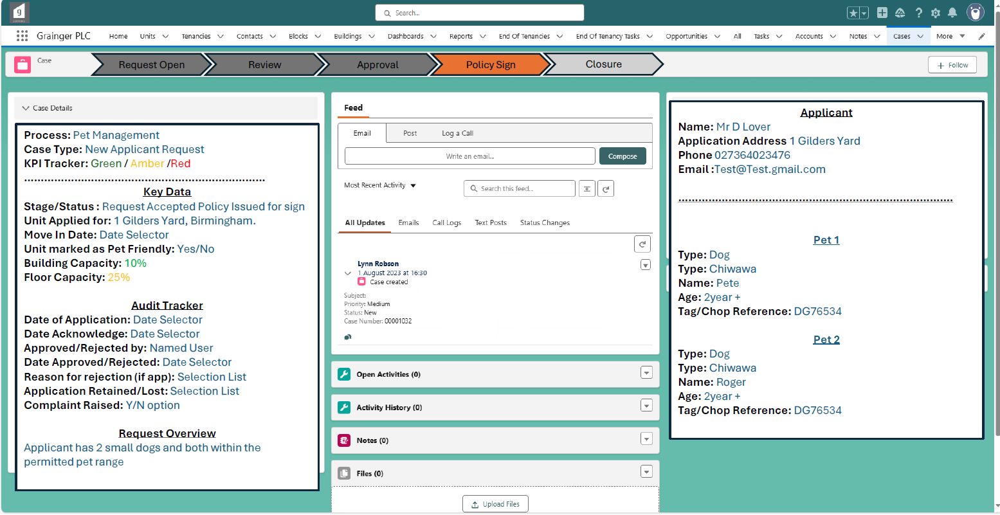 g
Search...
Grainger PLC
Home
Units
Tenancies
Contacts
Blocks
Buildings
Dashboards
Reports
End Of Tenancies
End Of Tenancy Tasks
Opportunities
All
Tasks
Accounts
Notes
Cases
More
Case
Request Open
Review
Approval
Policy Sign
Closure
+ Follow
Case Details
Process: Pet Management
Case Type: New Applicant Request
KPI Tracker: Green / Amber /Red
Key Data
Stage/Status : Request Accepted Policy Issued for sign
Unit Applied for: 1 Gilders Yard, Birmingham.
Move In Date: Date Selector
Unit marked as Pet Friendly: Yes/No
Building Capacity: 10%
Floor Capacity: 25%
Audit Tracker
Date of Application: Date Selector
Date Acknowledge: Date Selector
Approved/Rejected by: Named User
Date Approved/Rejected: Date Selector
Reason for rejection (if app): Selection List
Application Retained/Lost: Selection List
Complaint Raised: Y/N option
Request Overview
Applicant has 2 small dogs and both within the
permitted pet range
Feed
Email
Post
Log a Call
Write an email...
Compose
Most Recent Activity
Search this feed...
All Updates
Emails
Call Logs
Text Posts
Status Changes
Lynn Robson
1 August 2023 at 16:30
Case created
Subject:
Priority: Medium
Status: New
Case Number: 00001032
Open Activities (0)
Activity History (0)
Notes (0)
Files (0)
Upload Files
Applicant
Name: Mr D Lover
Application Address 1 Gilders Yard
Phone 027364023476
Email :Test@Test.gmail.com
Pet 1
Type: Dog
Type: Chiwawa
Name: Pete
Age: 2year +
Tag/Chop Reference: DG76534
Pet 2
Type: Dog
Type: Chiwawa
Name: Roger
Age: 2year +
Tag/Chop Reference: DG76534